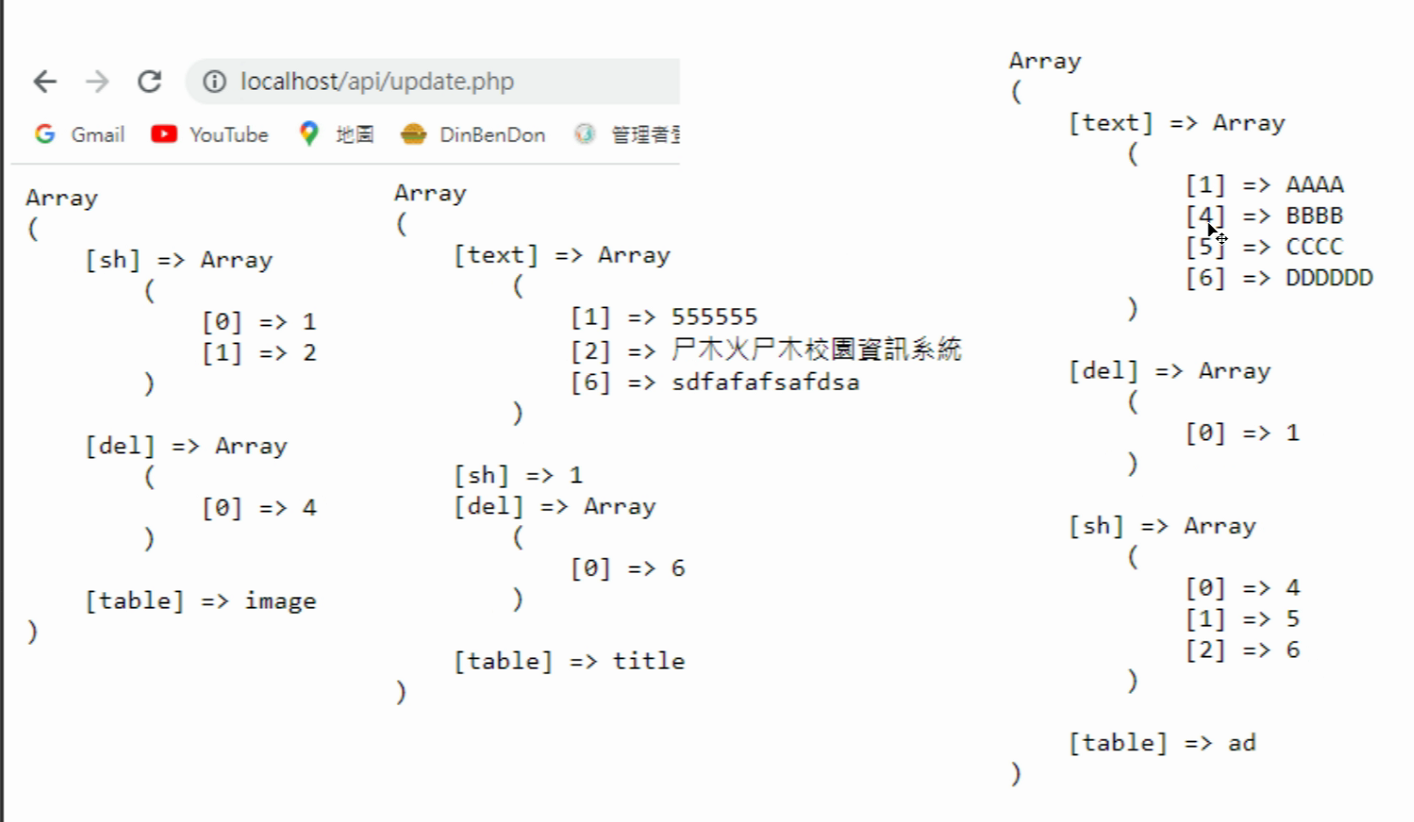 localhost/api/update.php
Gmail YouTube 地圖 DinBenDon 管理者登
Array
(
[sh] => Array
(
[0] => 1
[1] => 2
)
[del] => Array
(
[0] => 4
)
[table] => image
)
Array
(
[text] => Array
(
[1] => 555555
[2] => 尸木火尸木校園資訊系統
[6] => sdfafafsafdsa
)
[sh] => 1
[del] => Array
(
[0] => 6
)
[table] => title
)
Array
(
[text] => Array
(
[1] => AAAA
[4] => BBBB
[5] => CCCC
[6] => DDDDDD
)
[del] => Array
(
[0] => 1
)
[sh] => Array
(
[0] => 4
[1] => 5
[2] => 6
)
[table] => ad
)